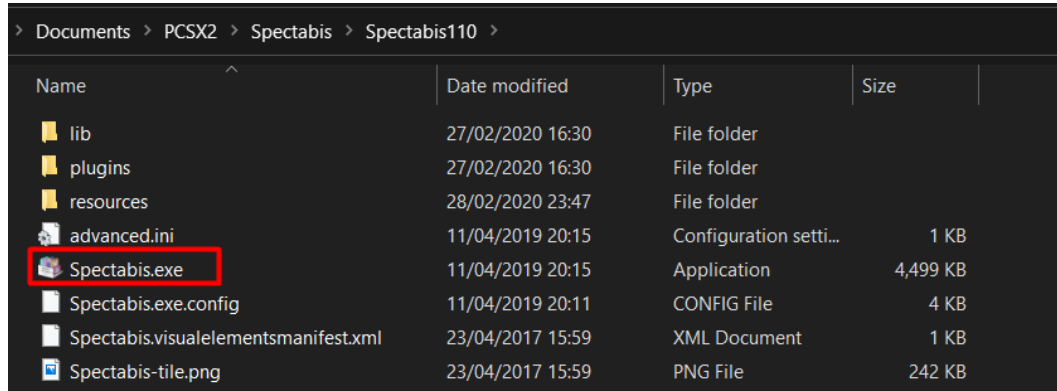 > Documents > PCSX2 > Spectabis > Spectabis110 >
Name Date modified Type Size
lib 27/02/2020 16:30 File folder
plugins 27/02/2020 16:30 File folder
resources 28/02/2020 23:47 File folder
advanced.ini 11/04/2019 20:15 Configuration setti... 1 KB
Spectabis.exe 11/04/2019 20:15 Application 4,499 KB
Spectabis.exe.config 11/04/2019 20:11 CONFIG File 4 KB
Spectabis.visualelementsmanifest.xml 23/04/2017 15:59 XML Document 1 KB
Spectabis-tile.png 23/04/2017 15:59 PNG File 242 KB